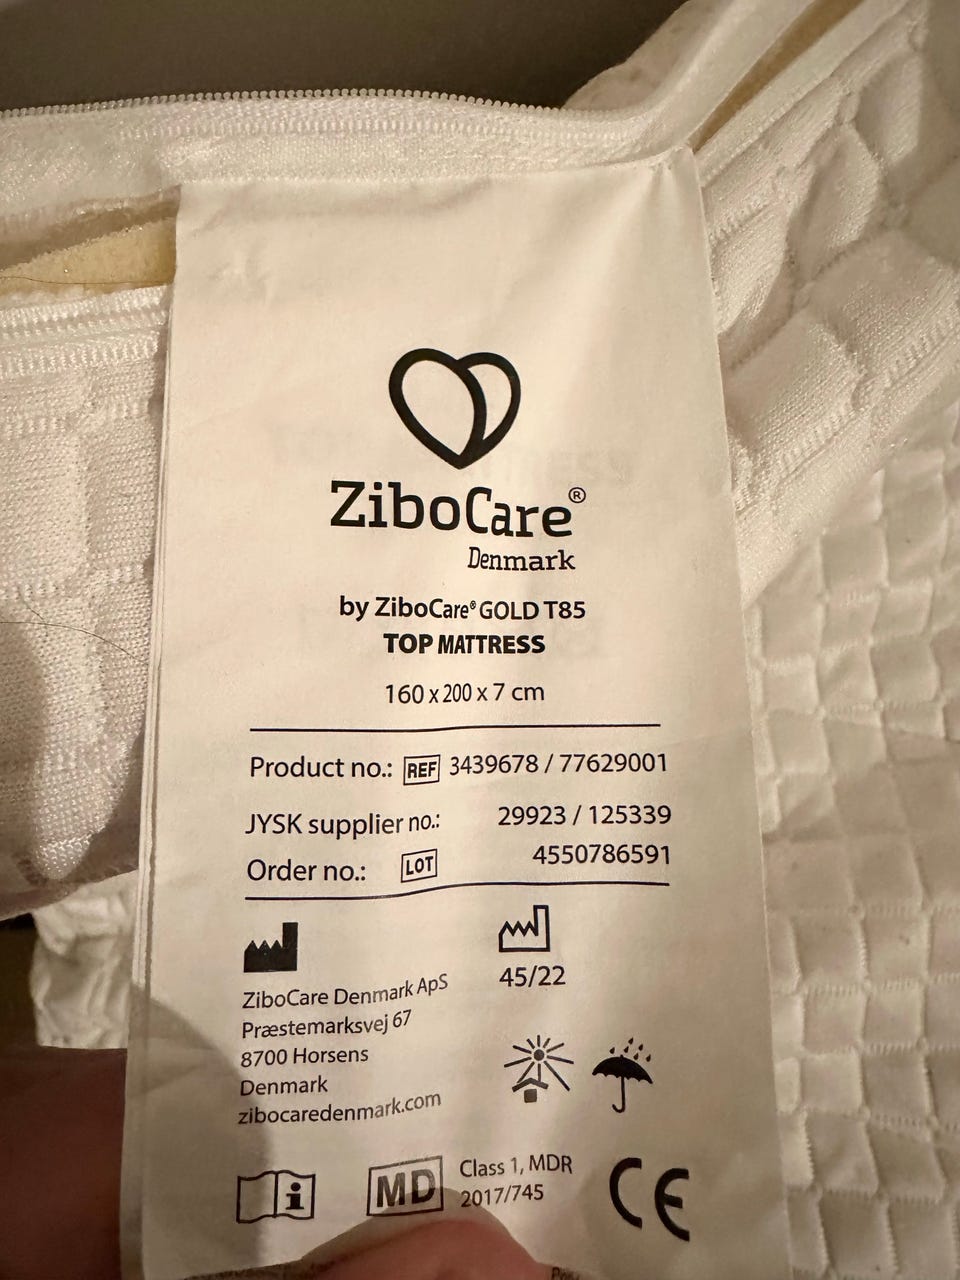 ZiboCare®
Denmark
by ZiboCare® GOLD T85
TOP MATTRESS
160 x 200 x 7 cm
Product no.: REF 3439678 / 77629001
JYSK supplier no.: 29923 / 125339
Order no.: LOT 4550786591
45/22
ZiboCare Denmark ApS
Præstemarksvej 67
8700 Horsens
Denmark
zibocaredenmark.com
i
MD Class 1, MDR
2017/745
CE